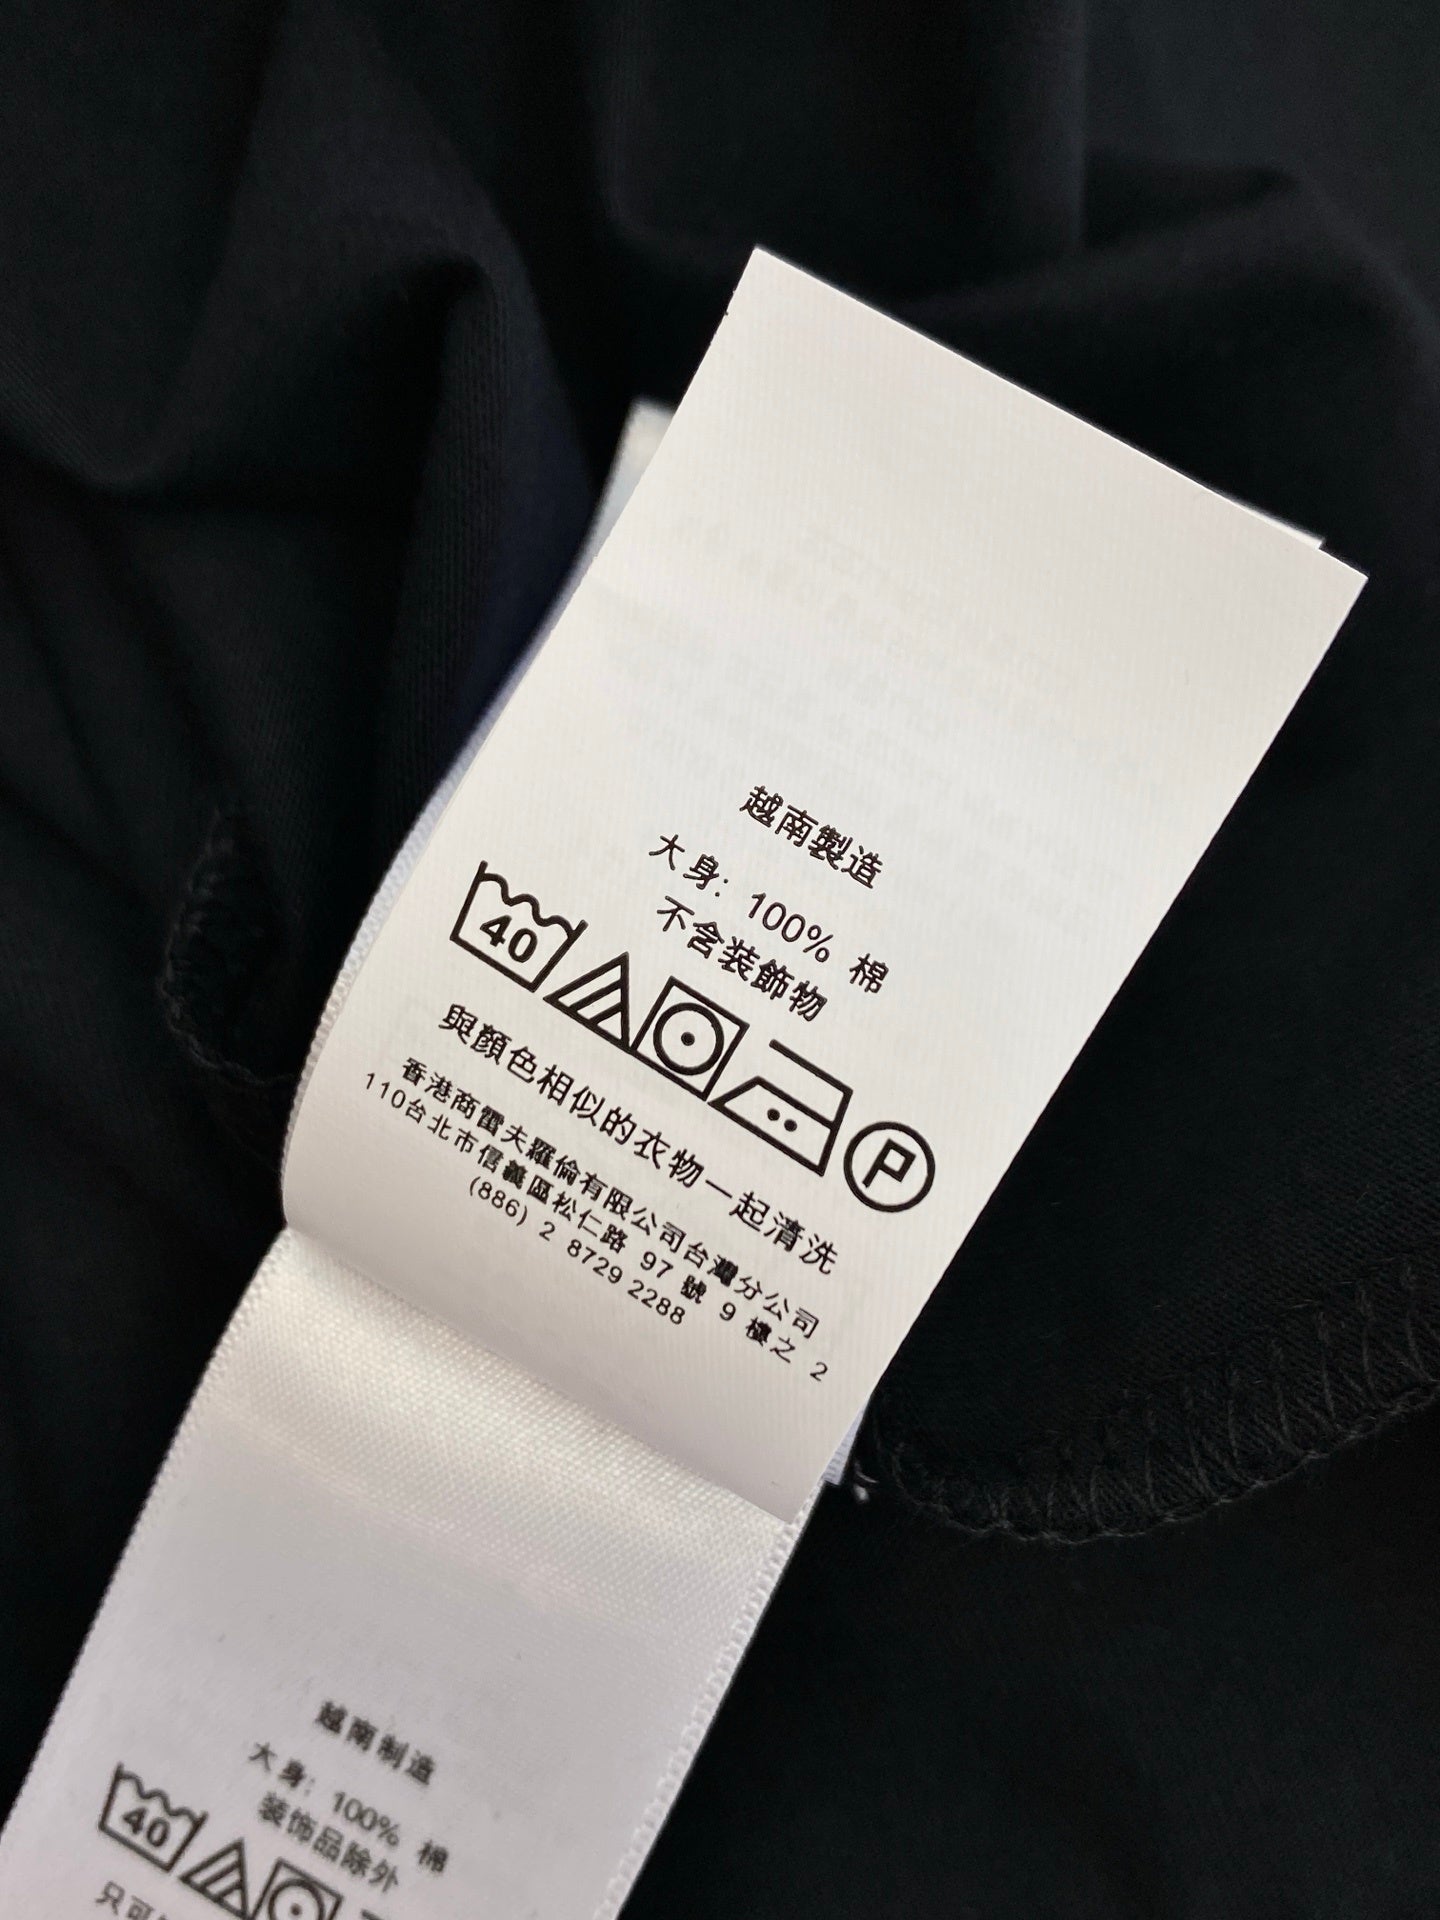 越南製造
大身: 100% 棉
不含装飾物
40
P
與顏色相似的衣物一起清洗
香港商雷夫羅倫有限公司台灣分公司
110台北市信義區松仁路 97 號 9 樓之 2
(886) 2 8729 2288
越南制造
大身: 100% 棉
装饰品除外
40
只可